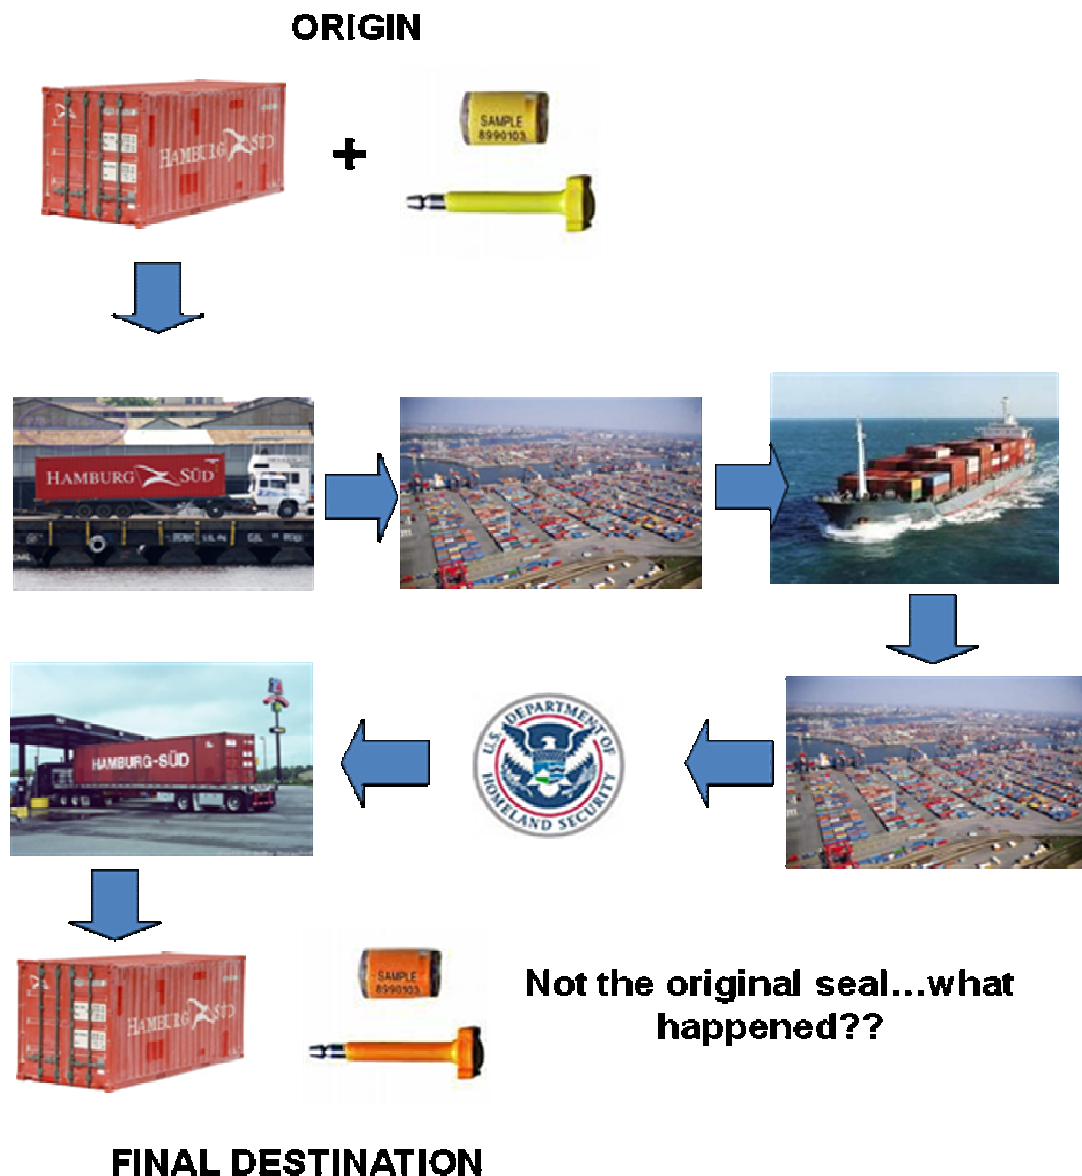 ORIGIN
HAMBURG SÜD
+
SAMPLE
8990103
HAMBURG SÜD
U.S. DEPARTMENT OF
HOMELAND SECURITY
HAMBURG-SÜD
HAMBURG SÜD
SAMPLE
8990103
Not the original seal...what
happened??
FINAL DESTINATION